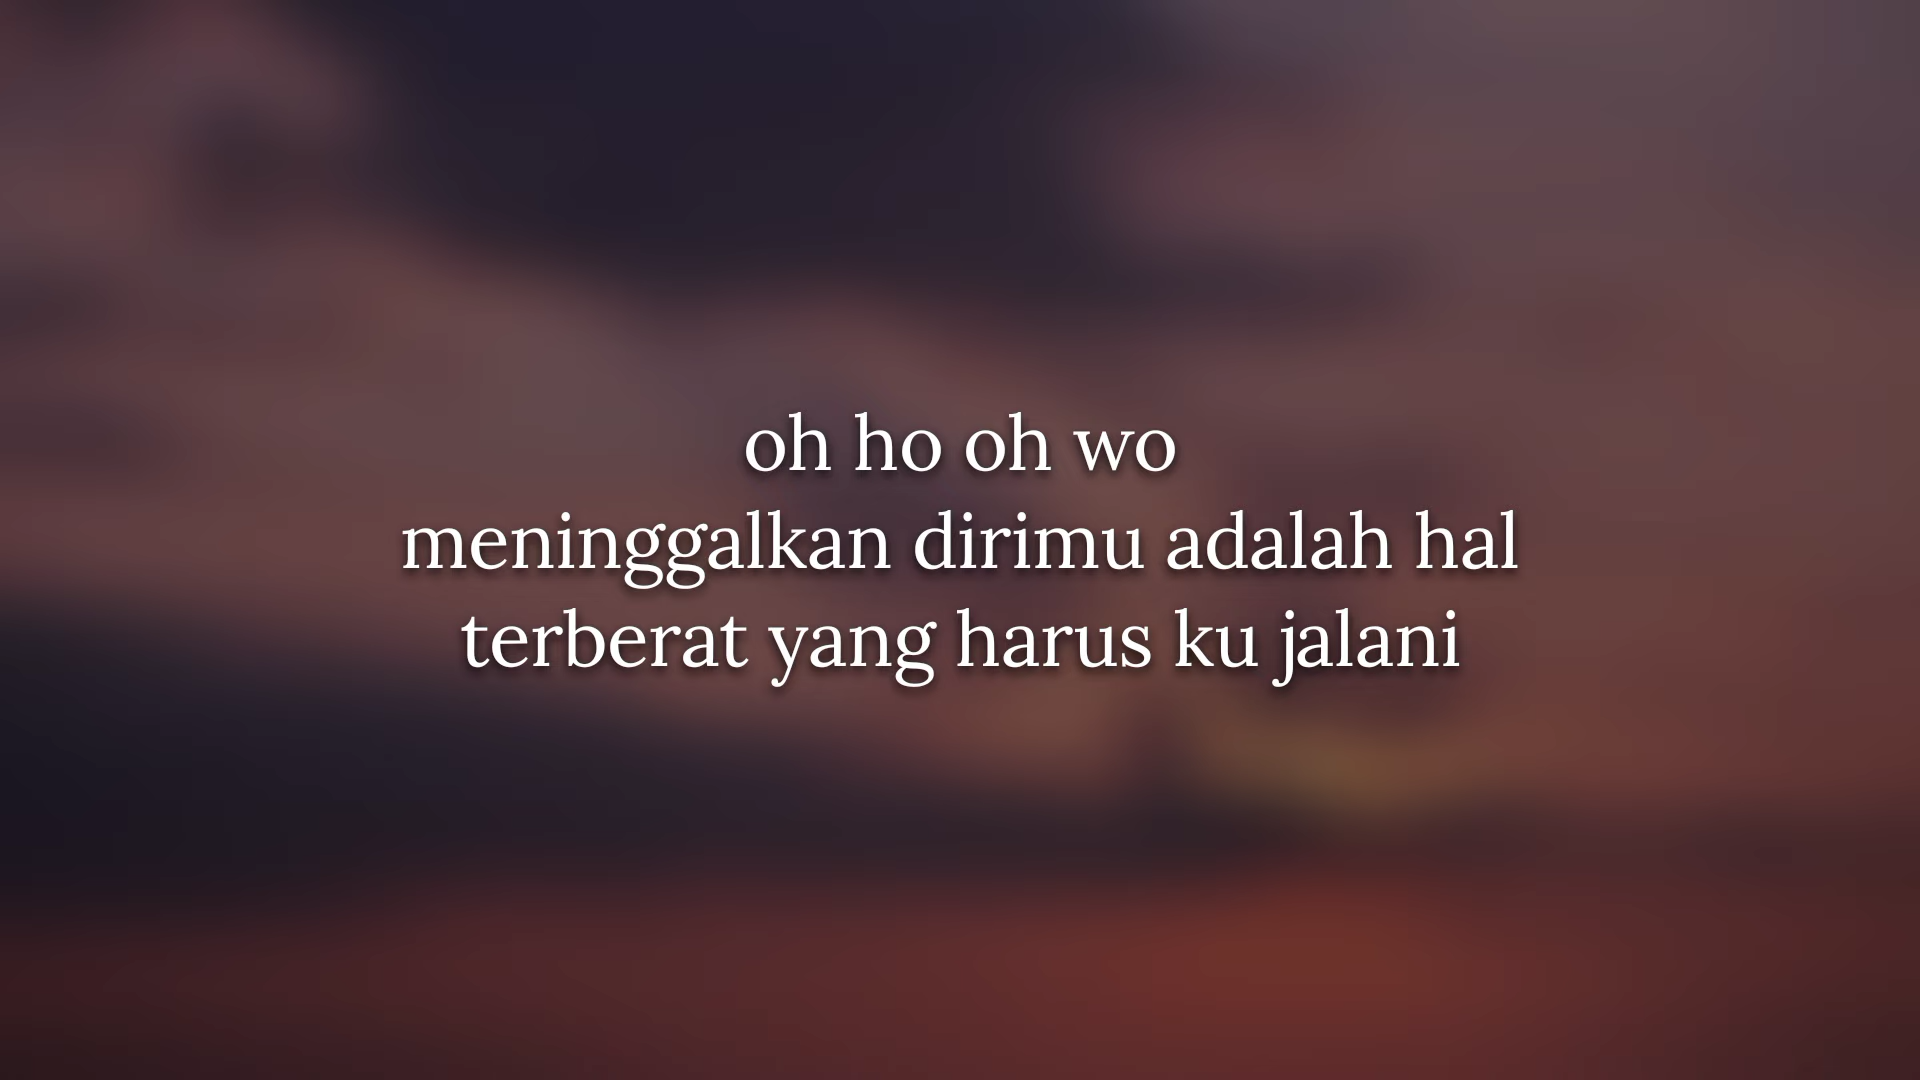 oh ho oh wo
meninggalkan dirimu adalah hal
terberat yang harus ku jalani